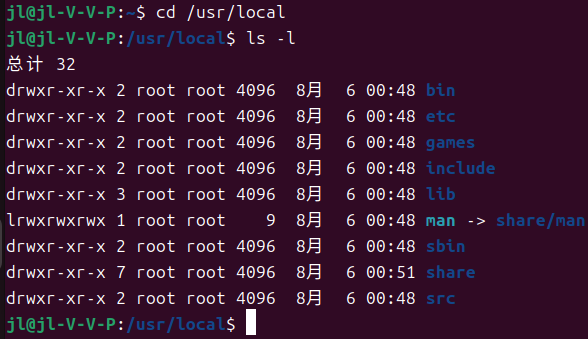 jl@jl-V-V-P:~$ cd /usr/local
jl@jl-V-V-P:/usr/local$ ls -l
总计 32
drwxr-xr-x 2 root root 4096  8月   6 00:48 bin
drwxr-xr-x 2 root root 4096  8月   6 00:48 etc
drwxr-xr-x 2 root root 4096  8月   6 00:48 games
drwxr-xr-x 2 root root 4096  8月   6 00:48 include
drwxr-xr-x 3 root root 4096  8月   6 00:48 lib
lrwxrwxrwx 1 root root    9  8月   6 00:48 man -> share/man
drwxr-xr-x 2 root root 4096  8月   6 00:48 sbin
drwxr-xr-x 7 root root 4096  8月   6 00:51 share
drwxr-xr-x 2 root root 4096  8月   6 00:48 src
jl@jl-V-V-P:/usr/local$